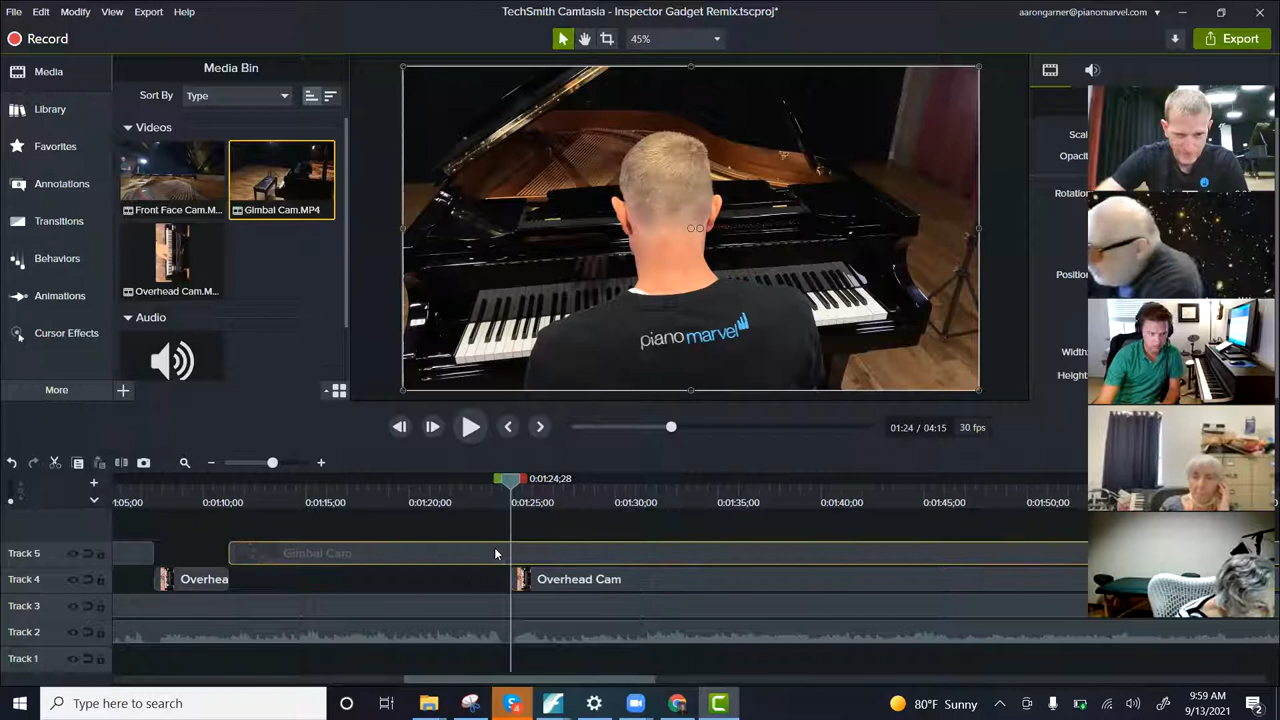 File Edit Modify View Export Help
TechSmith Camtasia - Inspector Gadget Remix.tscproj*
aarongarner@pianomarvel.com
Record
45%
Export
Media
Library
Favorites
Annotations
Transitions
Behaviors
Animations
Cursor Effects
More
Media Bin
Sort By Type
Videos
Front Face Cam.M...
Gimbal Cam.MP4
Overhead Cam.M...
Audio
pianomarvel
Scal
Opaci
Rotation
Positio
Width:
Height
01:24 / 04:15 30 fps
0:01:24;28
:05;00 0:01:10;00 0:01:15;00 0:01:20;00 0:01:25;00 0:01:30;00 0:01:35;00 0:01:40;00 0:01:45;00 0:01:50;00
Track 5 Gimbal Cam
Track 4 Overhea Overhead Cam
Track 3
Track 2
Track 1
Type here to search
80°F Sunny
9:59 AM
9/13/2021